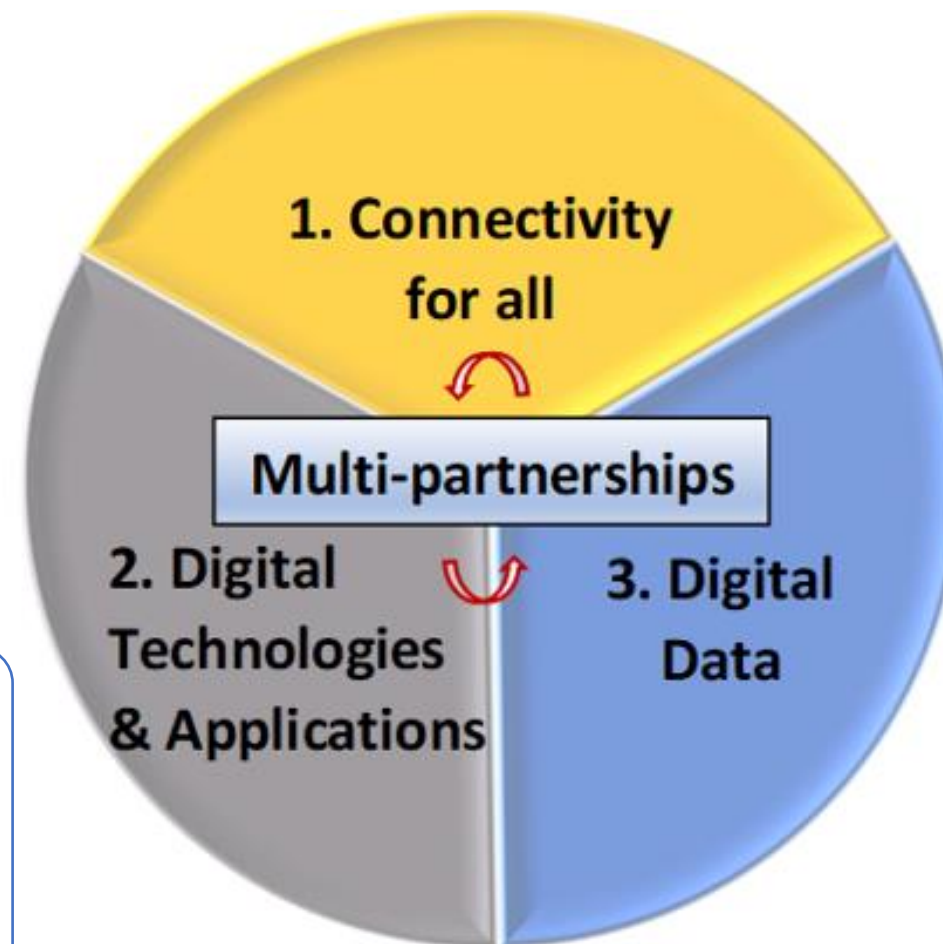 1. Connectivity
for all
Multi-partnerships
2. Digital
Technologies
& Applications
3. Digital
Data